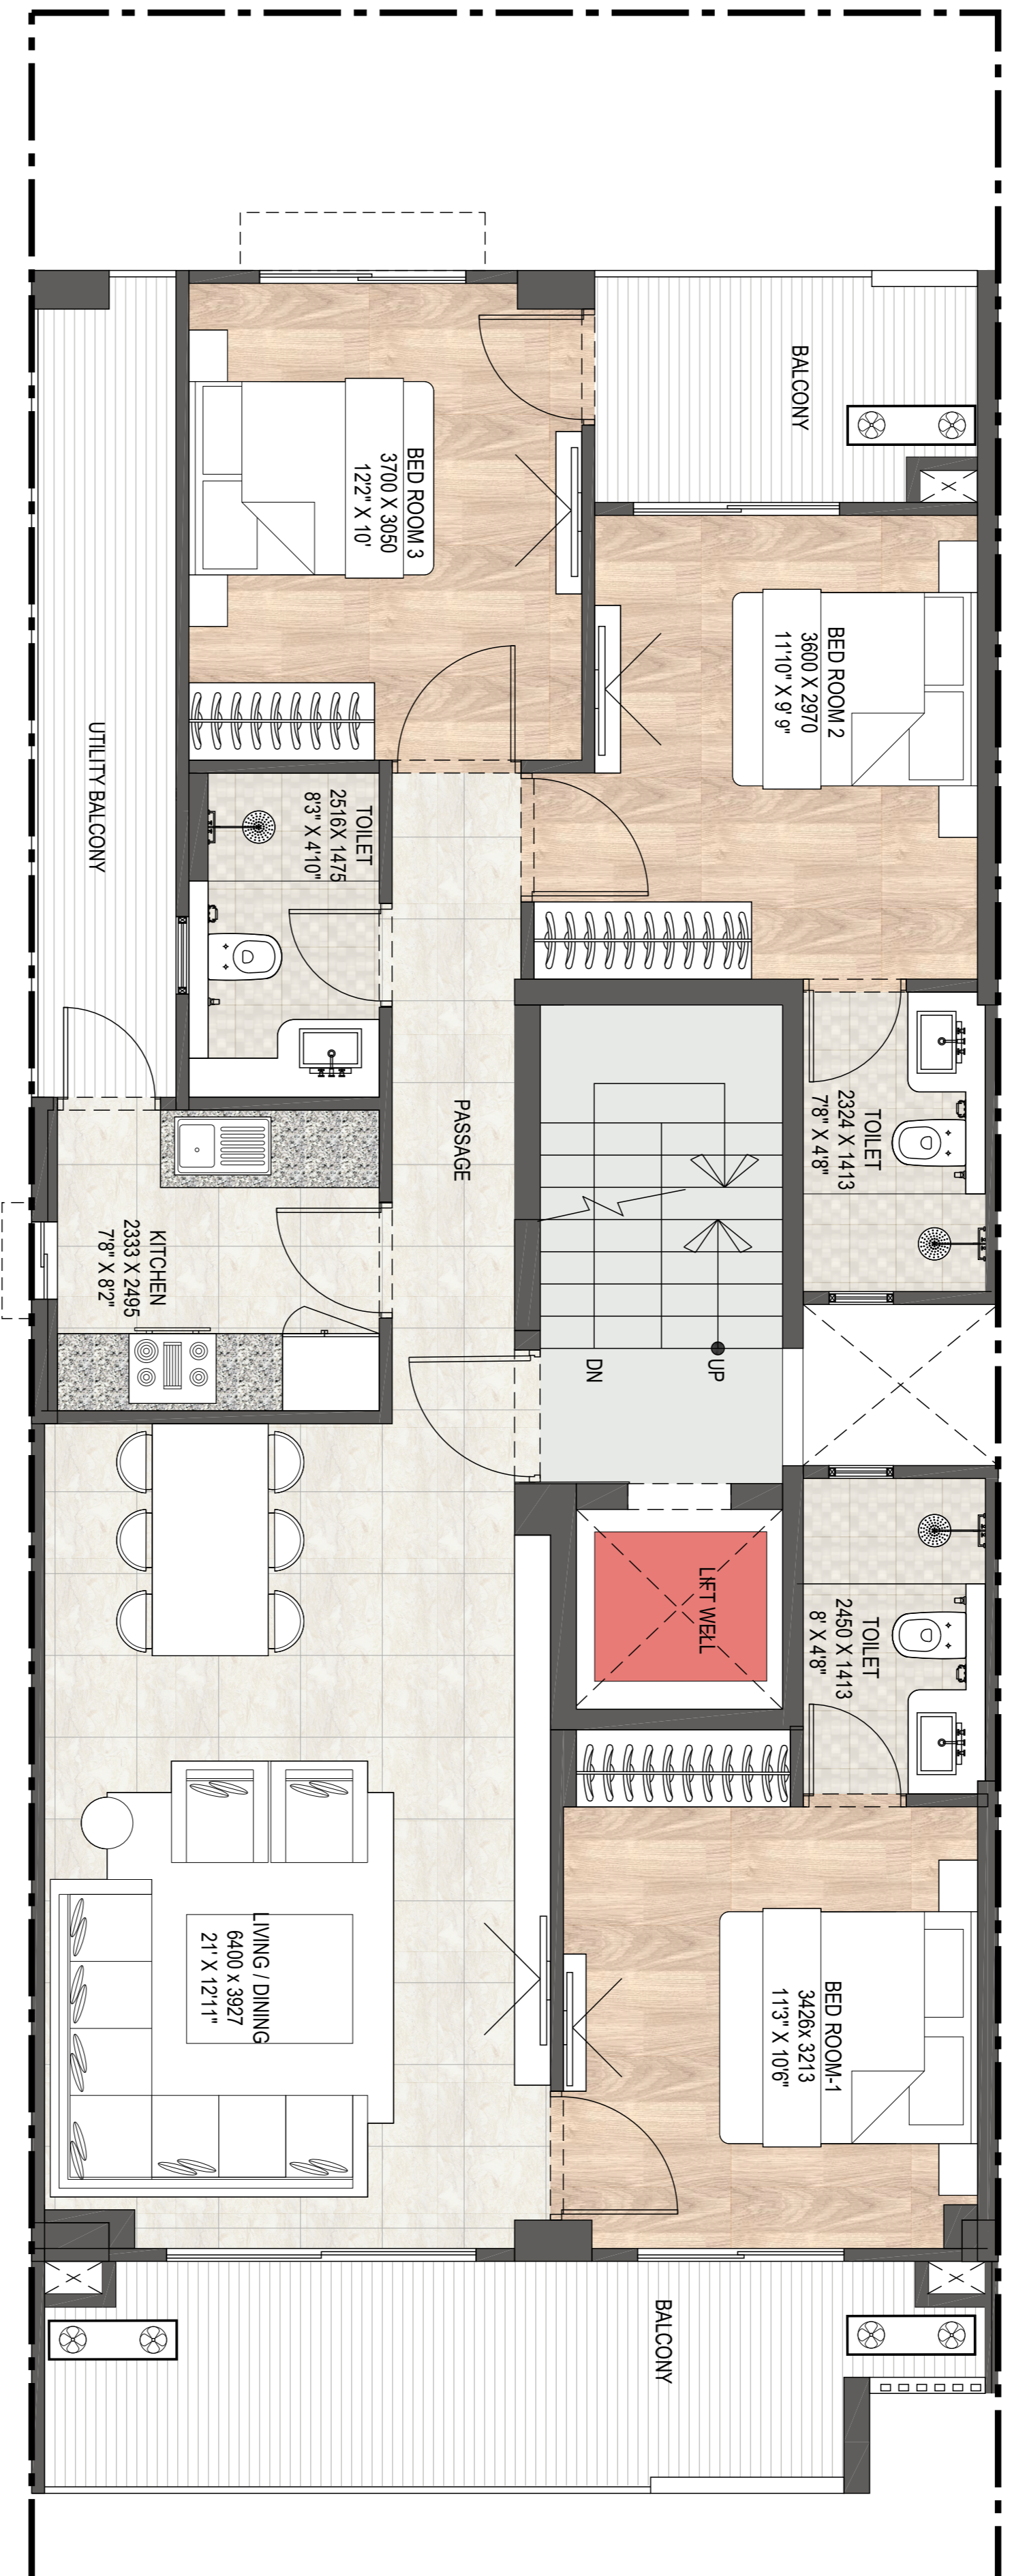 BALCONY
BED ROOM 3
3700 X 3050
12'2" X 10'
BED ROOM 2
3600 X 2970
11'10" X 9' 9"
UTILITY BALCONY
TOILET
2516X 1475
8'3" X 4'10"
PASSAGE
TOILET
2324 X 1413
7'8" X 4'8"
KITCHEN
2333 X 2495
7'8" X 8'2"
DN
UP
LIFT WELL
TOILET
2450 X 1413
8' X 4'8"
LIVING / DINING
6400 x 3927
21' X 12'11"
BED ROOM-1
3426x 3213
11'3" X 10'6"
BALCONY